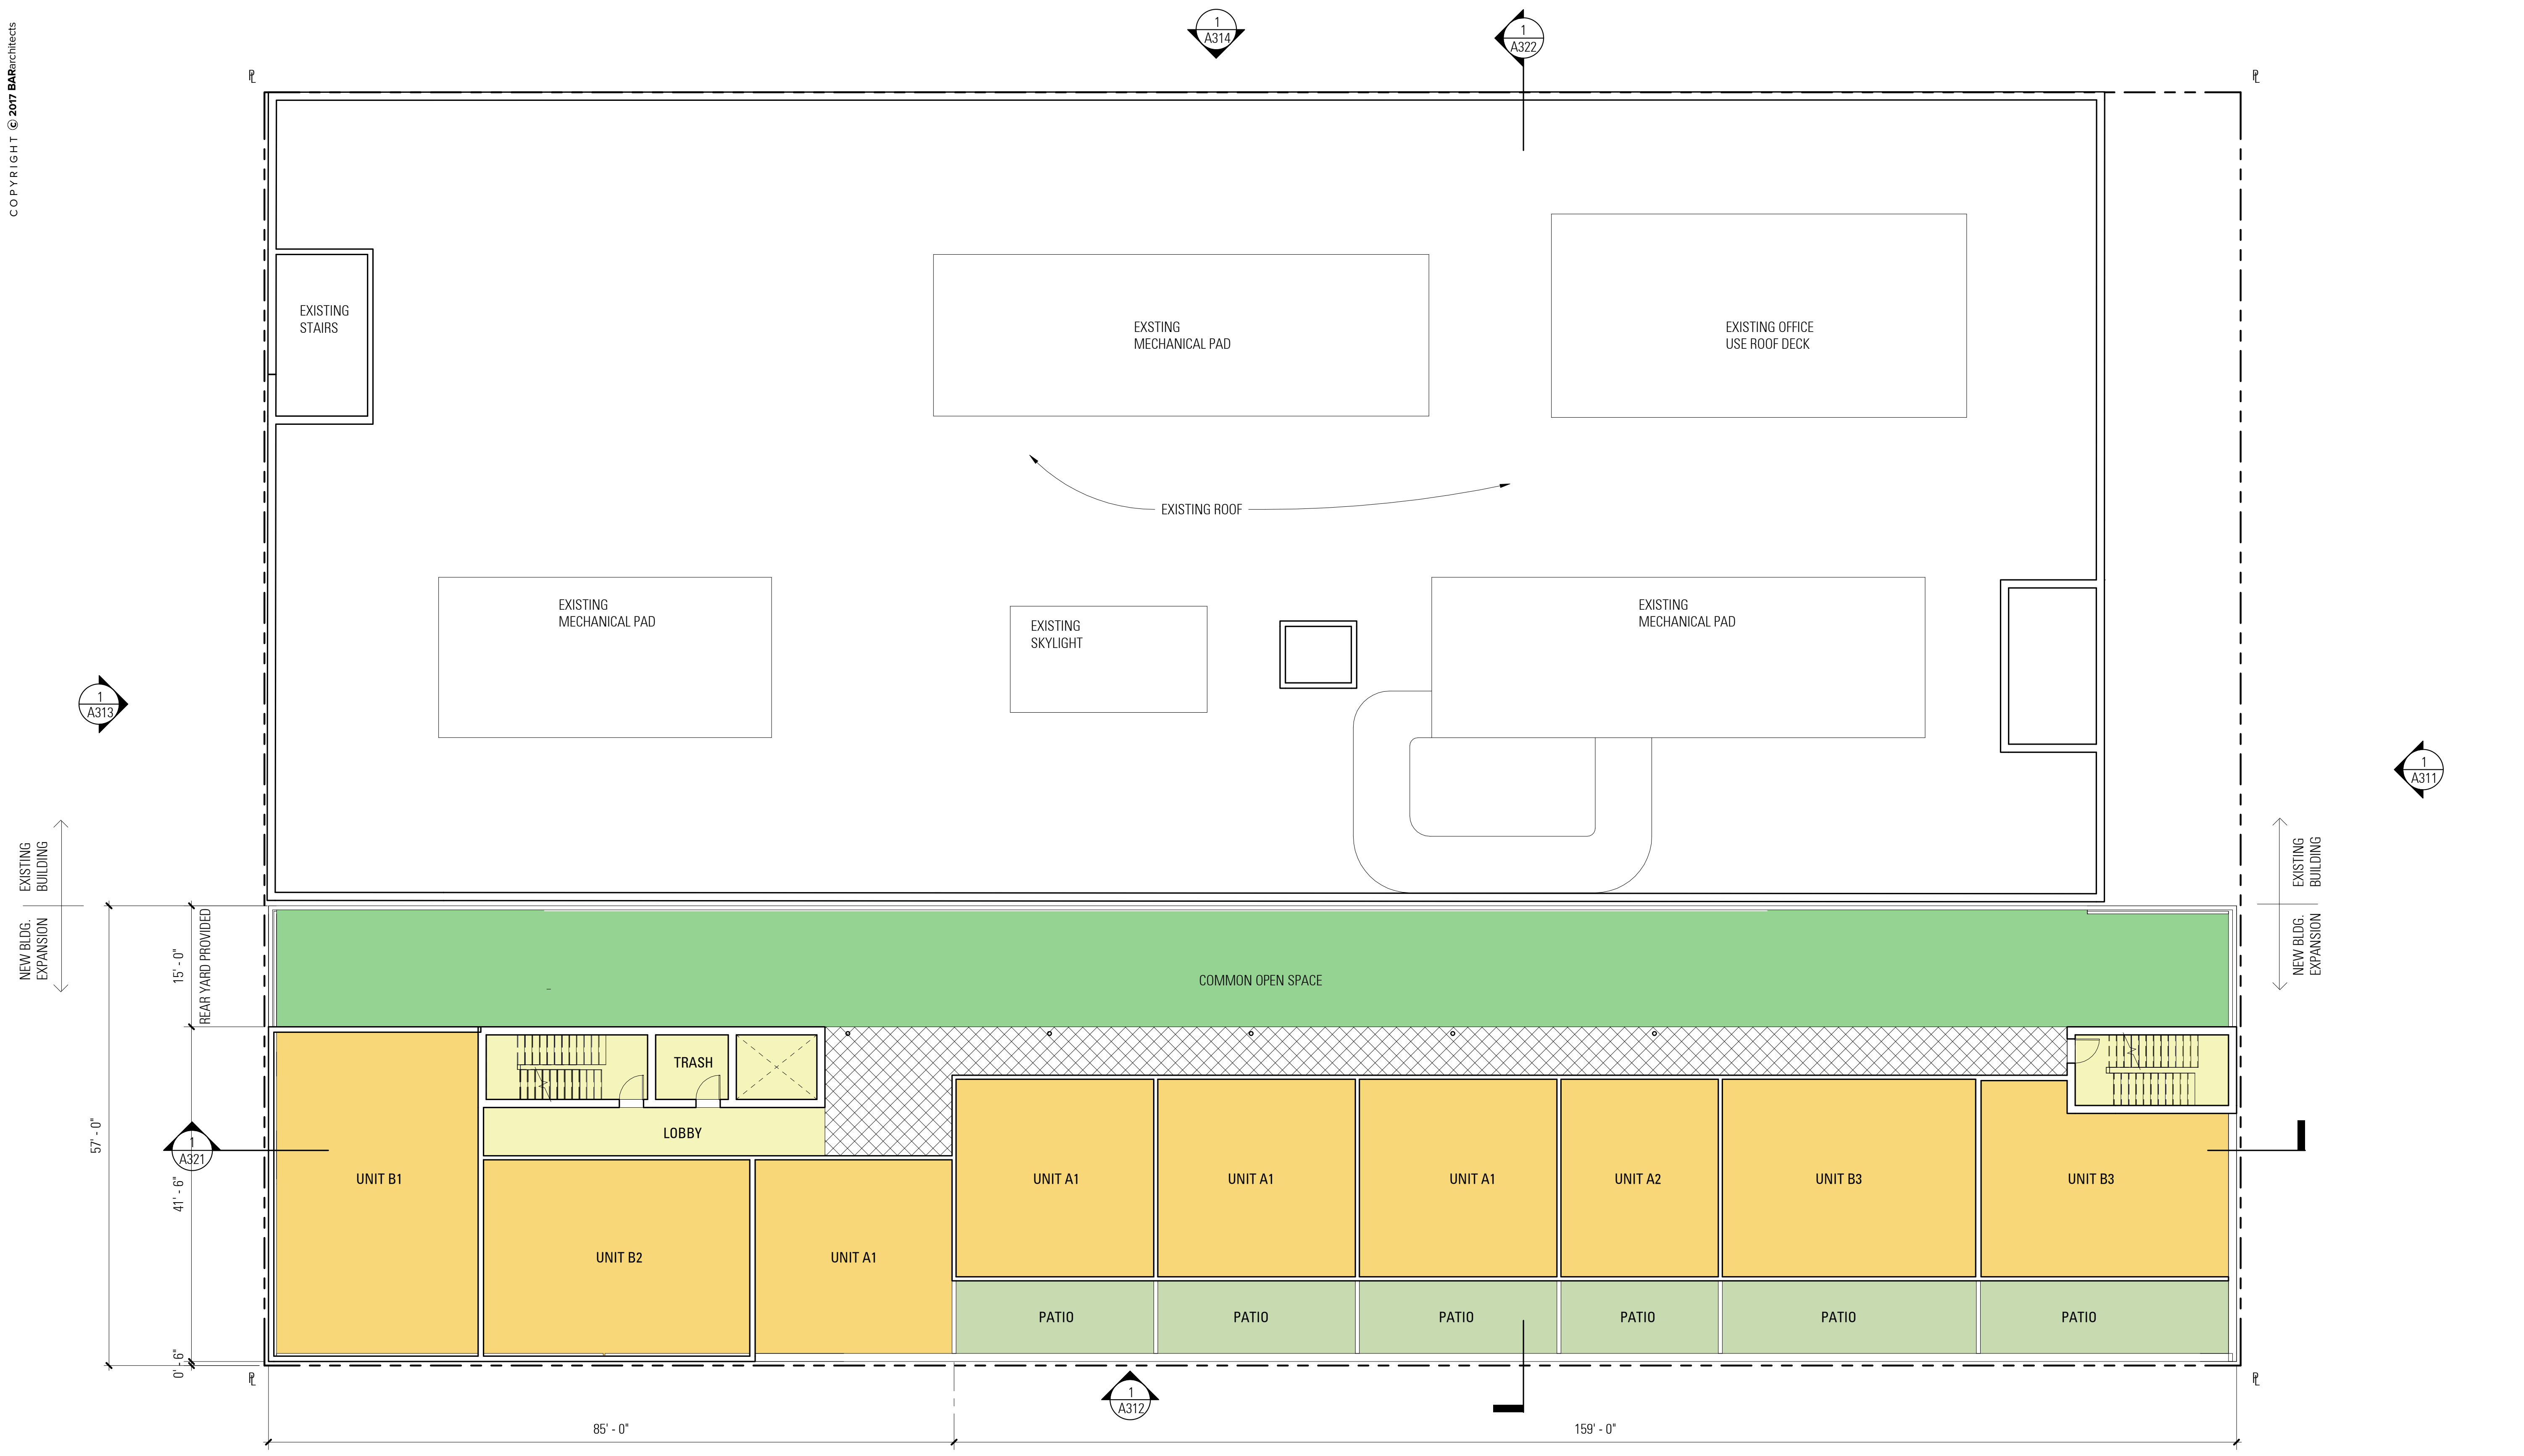 COPYRIGHT © 2017 BARarchitects
1
A314
1
A322
PL
PL
EXISTING
STAIRS
EXSTING
MECHANICAL PAD
EXISTING OFFICE
USE ROOF DECK
EXISTING ROOF
EXISTING
MECHANICAL PAD
EXISTING
SKYLIGHT
EXISTING
MECHANICAL PAD
1
A313
1
A311
EXISTING
BUILDING
NEW BLDG.
EXPANSION
EXISTING
BUILDING
NEW BLDG.
EXPANSION
15' - 0"
REAR YARD PROVIDED
COMMON OPEN SPACE
TRASH
LOBBY
57' - 0"
1
A321
41' - 6"
UNIT B1
UNIT A1
UNIT A1
UNIT A1
UNIT A2
UNIT B3
UNIT B3
UNIT B2
UNIT A1
PATIO
PATIO
PATIO
PATIO
PATIO
PATIO
0' - 6"
PL
PL
1
A312
85' - 0"
159' - 0"